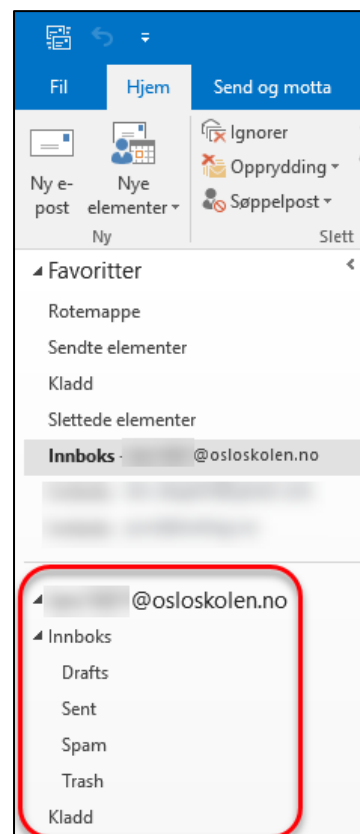 Fil Hjem Send og motta
Ignorer
Opprydding
Søppelpost
Ny e-post
Nye elementer
Ny Slett
Favoritter
Rotemappe
Sendte elementer
Kladd
Slettede elementer
Innboks - @osloskolen.no
@osloskolen.no
Innboks
Drafts
Sent
Spam
Trash
Kladd